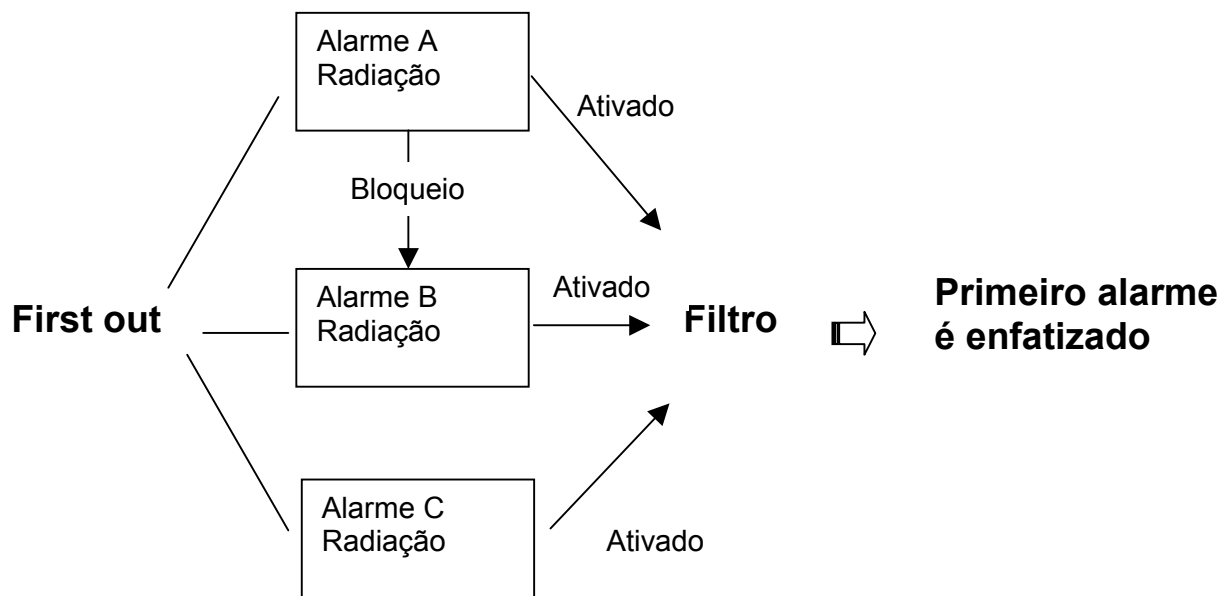 Alarme A
Radiação
Ativado
Bloqueio
First out
Alarme B
Radiação
Ativado
Filtro
Primeiro alarme
é enfatizado
Alarme C
Radiação
Ativado